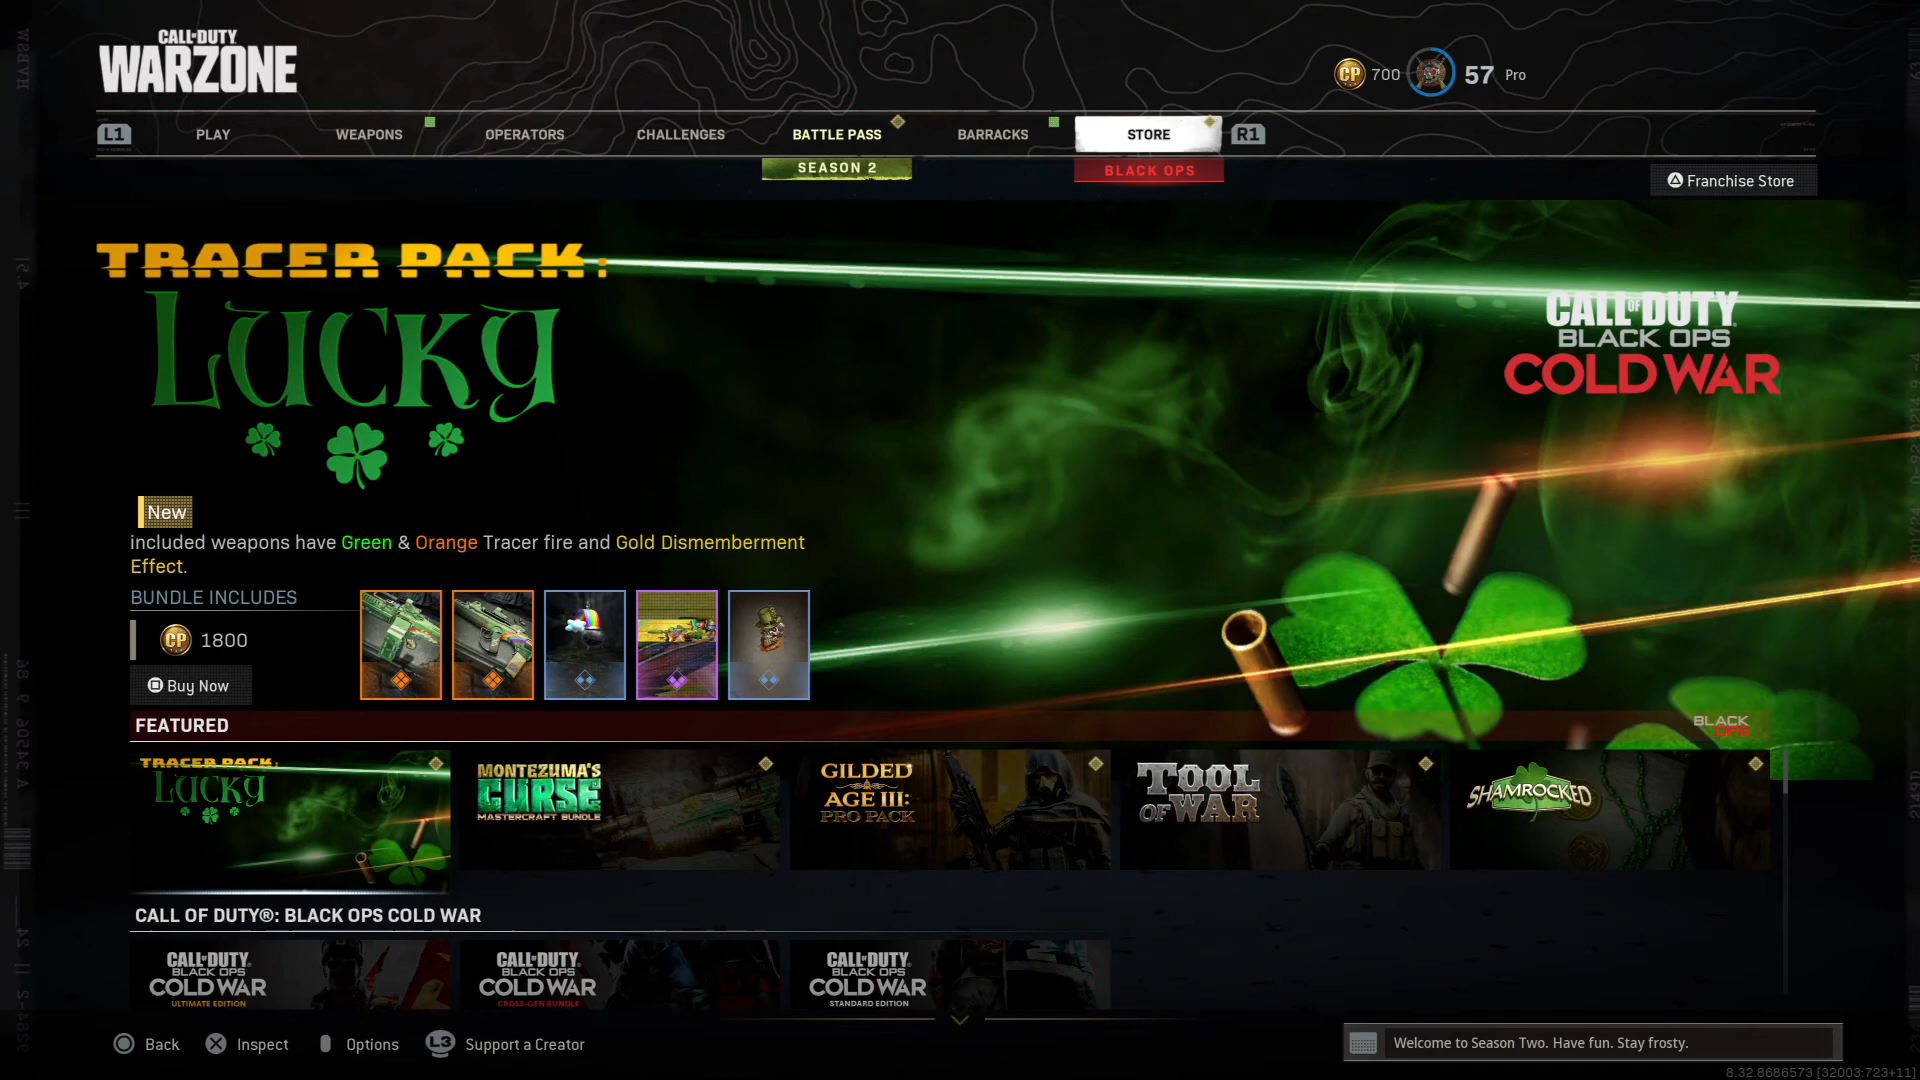 CALL OF DUTY
WARZONE
CP 700 57 Pro
L1 PLAY WEAPONS OPERATORS CHALLENGES BATTLE PASS BARRACKS STORE R1
SEASON 2 BLACK OPS
Franchise Store
TRACER PACK:
LUCKY
CALL OF DUTY
BLACK OPS
COLD WAR
New
included weapons have Green & Orange Tracer fire and Gold Dismemberment
Effect.
BUNDLE INCLUDES
CP 1800
Buy Now
FEATURED
BLACK
OPS
TRACER PACK:
LUCKY
MONTEZUMA'S
CURSE
MASTERCRAFT BUNDLE
GILDED
AGE III:
PRO PACK
TOOL
OF WAR
SHAMROCKED
CALL OF DUTY®: BLACK OPS COLD WAR
CALL OF DUTY
BLACK OPS
COLD WAR
ULTIMATE EDITION
CALL OF DUTY
BLACK OPS
COLD WAR
CROSS-GEN BUNDLE
CALL OF DUTY
BLACK OPS
COLD WAR
STANDARD EDITION
Back Inspect Options L3 Support a Creator
Welcome to Season Two. Have fun. Stay frosty.
8.32.8686573 [32003:723+11]